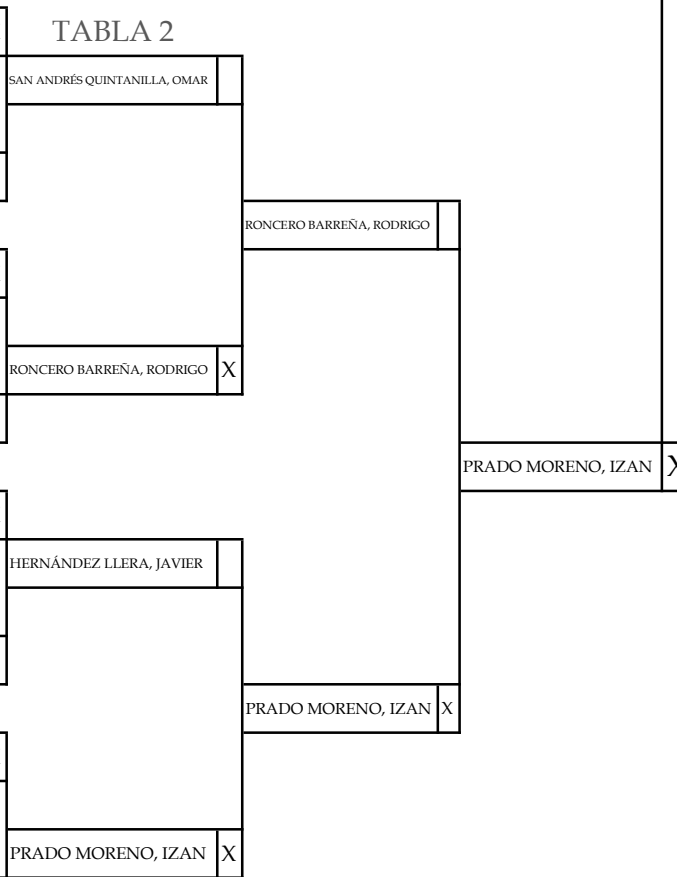 TABLA 2
SAN ANDRÉS QUINTANILLA, OMAR
RONCERO BARREÑA, RODRIGO
RONCERO BARREÑA, RODRIGO X
PRADO MORENO, IZAN X
HERNÁNDEZ LLERA, JAVIER
PRADO MORENO, IZAN X
PRADO MORENO, IZAN X